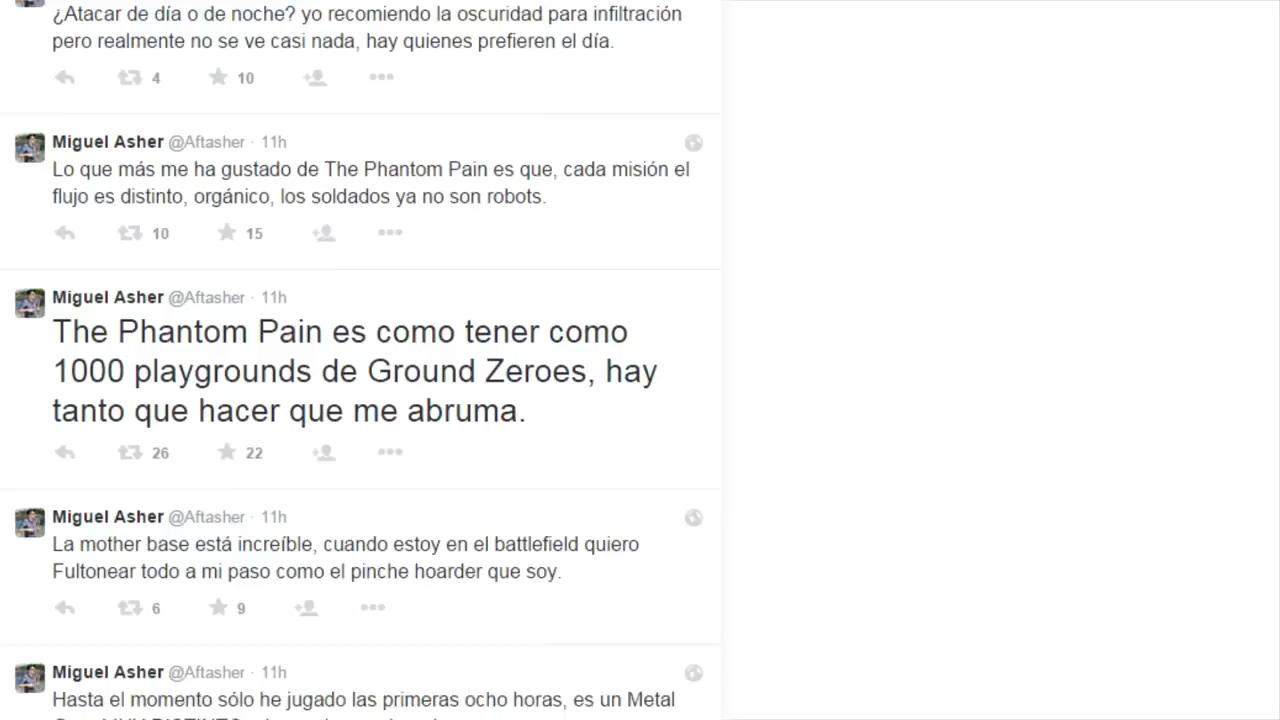 ¿Atacar de día o de noche? yo recomiendo la oscuridad para infiltración
pero realmente no se ve casi nada, hay quienes prefieren el día.
4 10
Miguel Asher @Aftasher · 11h
Lo que más me ha gustado de The Phantom Pain es que, cada misión el
flujo es distinto, orgánico, los soldados ya no son robots.
10 15
Miguel Asher @Aftasher · 11h
The Phantom Pain es como tener como
1000 playgrounds de Ground Zeroes, hay
tanto que hacer que me abruma.
26 22
Miguel Asher @Aftasher · 11h
La mother base está increíble, cuando estoy en el battlefield quiero
Fultonear todo a mi paso como el pinche hoarder que soy.
6 9
Miguel Asher @Aftasher · 11h
Hasta el momento sólo he jugado las primeras ocho horas, es un Metal